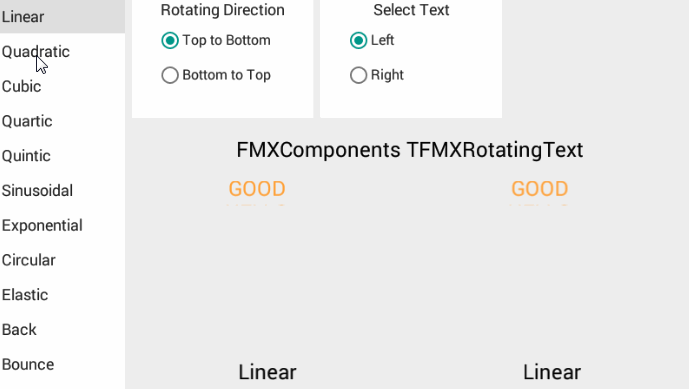 Linear
Quadratic
Cubic
Quartic
Quintic
Sinusoidal
Exponential
Circular
Elastic
Back
Bounce
Rotating Direction
Top to Bottom
Bottom to Top
Select Text
Left
Right
FMXComponents TFMXRotatingText
GOOD
GOOD
Linear
Linear